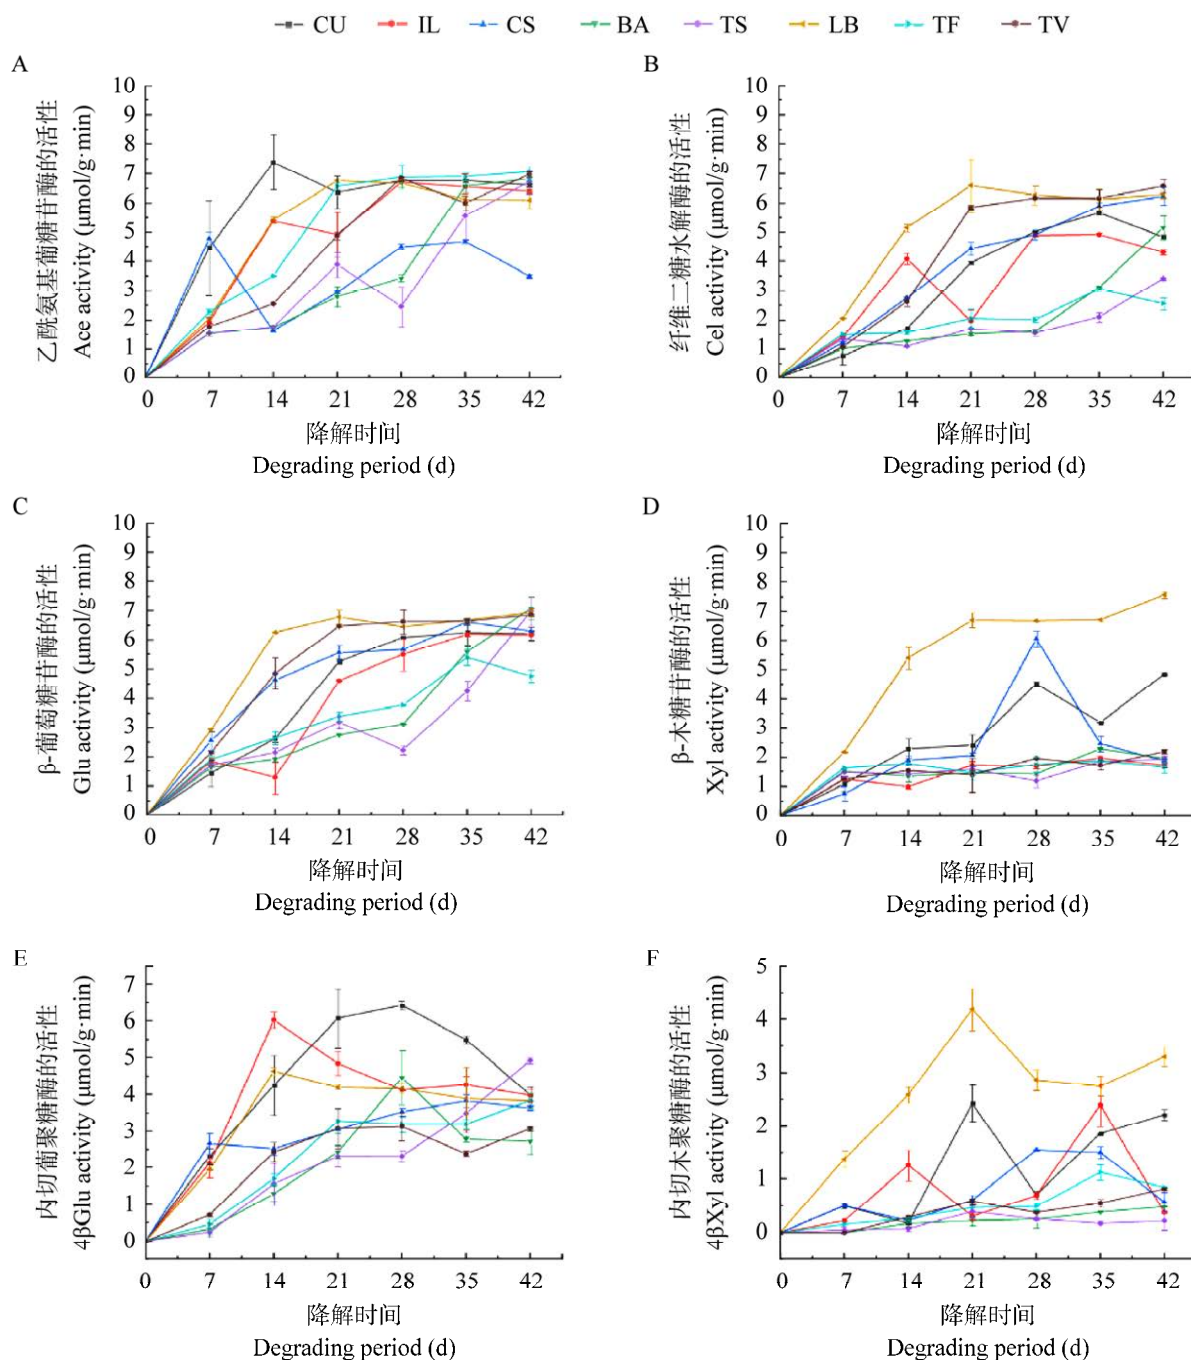 CU IL CS BA TS LB TF TV
A
乙酰氨基葡糖苷酶的活性
Ace activity (μmol/g·min)
10
9
8
7
6
5
4
3
2
1
0
0 7 14 21 28 35 42
降解时间
Degrading period (d)
B
纤维二糖水解酶的活性
Cel activity (μmol/g·min)
10
9
8
7
6
5
4
3
2
1
0
0 7 14 21 28 35 42
降解时间
Degrading period (d)
C
β-葡萄糖苷酶的活性
Glu activity (μmol/g·min)
10
9
8
7
6
5
4
3
2
1
0
0 7 14 21 28 35 42
降解时间
Degrading period (d)
D
β-木糖苷酶的活性
Xyl activity (μmol/g·min)
10
9
8
7
6
5
4
3
2
1
0
0 7 14 21 28 35 42
降解时间
Degrading period (d)
E
内切葡聚糖酶的活性
4βGlu activity (μmol/g·min)
7
6
5
4
3
2
1
0
0 7 14 21 28 35 42
降解时间
Degrading period (d)
F
内切木聚糖酶的活性
4βXyl activity (μmol/g·min)
5
4
3
2
1
0
0 7 14 21 28 35 42
降解时间
Degrading period (d)